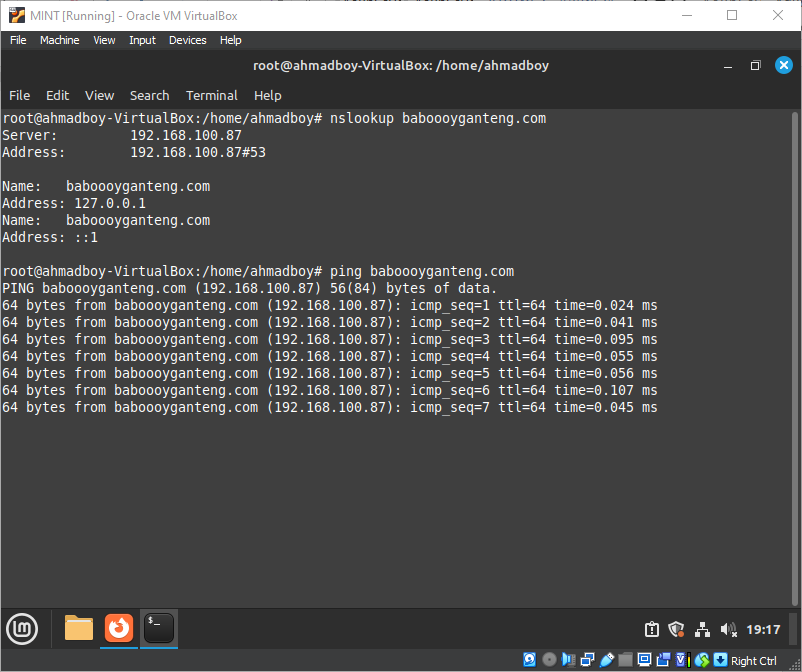 MINT [Running] - Oracle VM VirtualBox
File Machine View Input Devices Help
root@ahmadboy-VirtualBox: /home/ahmadboy
File Edit View Search Terminal Help
root@ahmadboy-VirtualBox:/home/ahmadboy# nslookup baboooyganteng.com
Server:         192.168.100.87
Address:        192.168.100.87#53
Name:   baboooyganteng.com
Address: 127.0.0.1
Name:   baboooyganteng.com
Address: ::1
root@ahmadboy-VirtualBox:/home/ahmadboy# ping baboooyganteng.com
PING baboooyganteng.com (192.168.100.87) 56(84) bytes of data.
64 bytes from baboooyganteng.com (192.168.100.87): icmp_seq=1 ttl=64 time=0.024 ms
64 bytes from baboooyganteng.com (192.168.100.87): icmp_seq=2 ttl=64 time=0.041 ms
64 bytes from baboooyganteng.com (192.168.100.87): icmp_seq=3 ttl=64 time=0.095 ms
64 bytes from baboooyganteng.com (192.168.100.87): icmp_seq=4 ttl=64 time=0.055 ms
64 bytes from baboooyganteng.com (192.168.100.87): icmp_seq=5 ttl=64 time=0.056 ms
64 bytes from baboooyganteng.com (192.168.100.87): icmp_seq=6 ttl=64 time=0.107 ms
64 bytes from baboooyganteng.com (192.168.100.87): icmp_seq=7 ttl=64 time=0.045 ms
$_
19:17
Right Ctrl